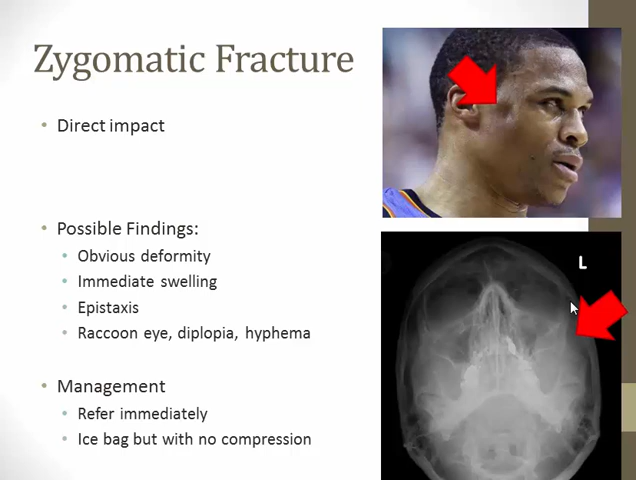 Zygomatic Fracture
• Direct impact
• Possible Findings:
• Obvious deformity
• Immediate swelling
• Epistaxis
• Raccoon eye, diplopia, hyphema
• Management
• Refer immediately
• Ice bag but with no compression
L